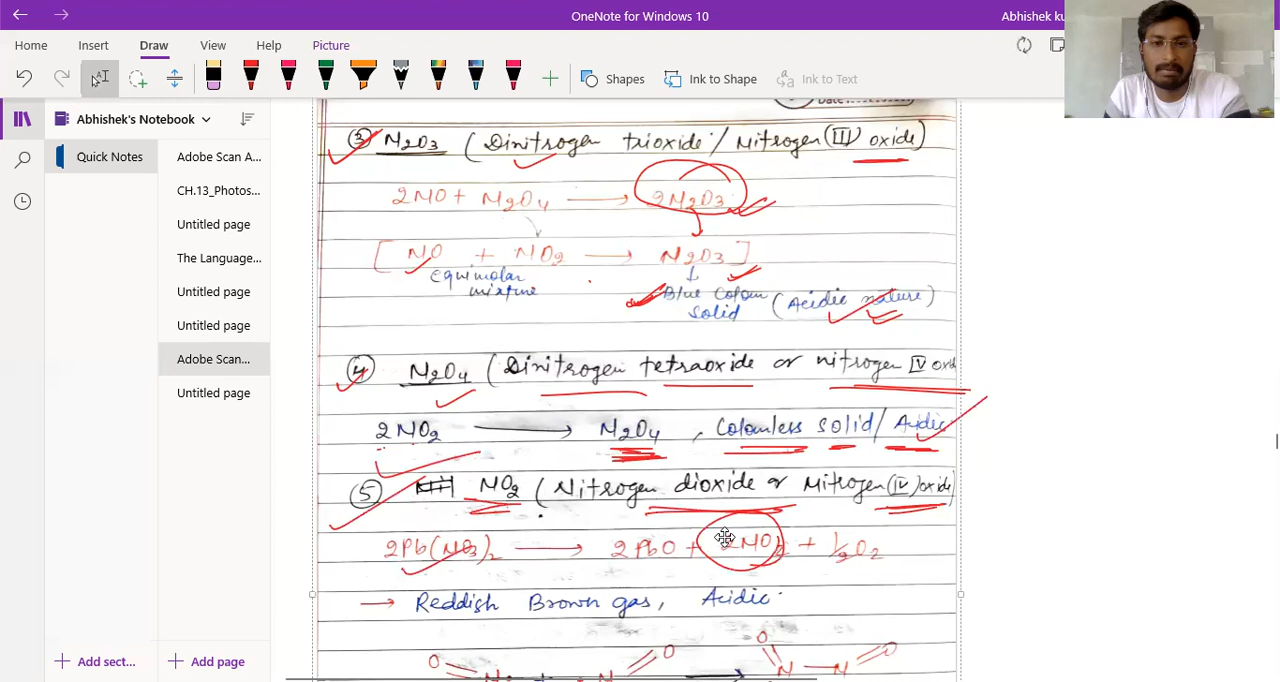 OneNote for Windows 10
Abhishek ku
Home Insert Draw View Help Picture
Shapes Ink to Shape Ink to Text
Abhishek's Notebook
Quick Notes
Adobe Scan A...
CH.13_Photos...
Untitled page
The Language...
Untitled page
Untitled page
Adobe Scan...
Untitled page
Add sect...
Add page
Date
③ N2O3 (Dinitrogen trioxide / Nitrogen (III) oxide)
2NO + N2O4 → 2N2O3
[ NO + NO2 → N2O3 ]
Equimolar mixture
↓
Blue Colour Solid (Acidic nature)
④ N2O4 (Dinitrogen tetraoxide or nitrogen IV oxi
2NO2 → N2O4 , Colourless solid / Acidic
⑤ NO2 (Nitrogen dioxide or Nitrogen (IV) oxide)
2Pb(NO3)2 → 2PbO + 2NO2 + 1/2O2
→ Reddish Brown gas, Acidic
O O O O
N N